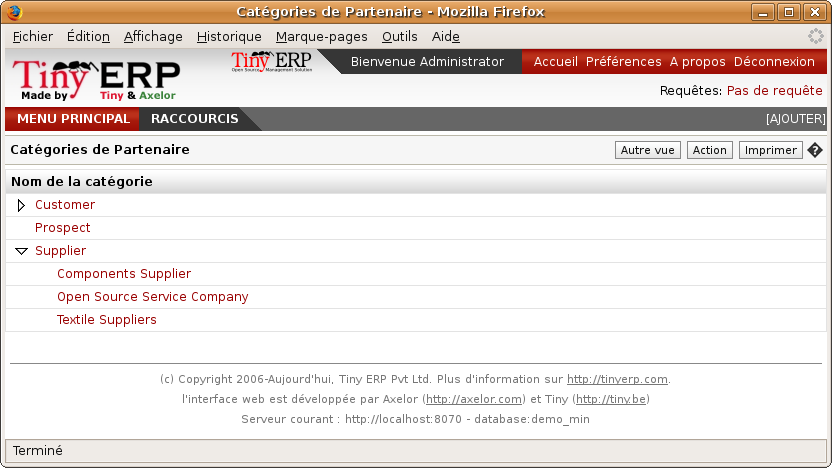 Catégories de Partenaire - Mozilla Firefox
Fichier Édition Affichage Historique Marque-pages Outils Aide
Tiny ERP
Made by Tiny & Axelor
Tiny ERP
Open Source Management Solution
Bienvenue Administrator
Accueil Préférences A propos Déconnexion
Requêtes: Pas de requête
MENU PRINCIPAL RACCOURCIS [AJOUTER]
Catégories de Partenaire Autre vue Action Imprimer ?
Nom de la catégorie
Customer
Prospect
Supplier
Components Supplier
Open Source Service Company
Textile Suppliers
(c) Copyright 2006-Aujourd'hui, Tiny ERP Pvt Ltd. Plus d'information sur http://tinyerp.com.
l'interface web est développée par Axelor (http://axelor.com) et Tiny (http://tiny.be)
Serveur courant : http://localhost:8070 - database:demo_min
Terminé